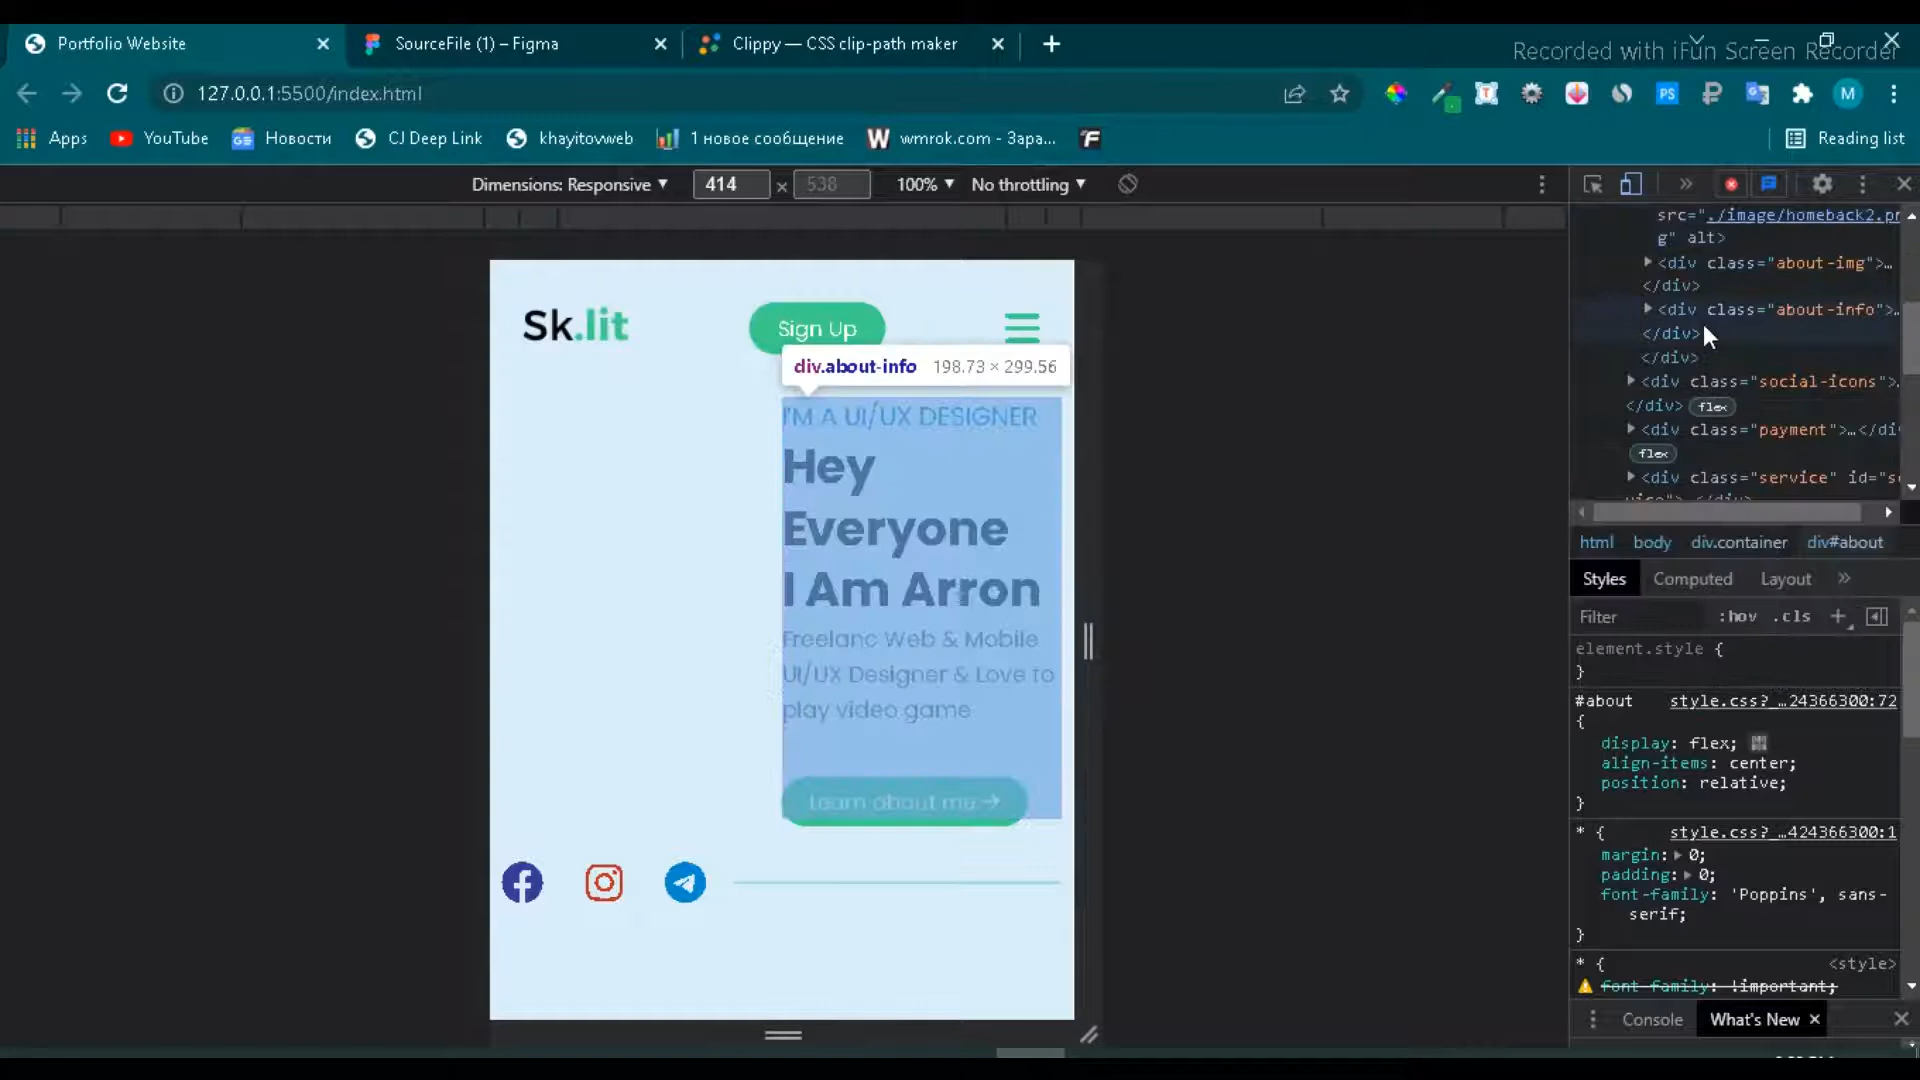 Portfolio Website
SourceFile (1) – Figma
Clippy — CSS clip-path maker
Recorded with iFun Screen Recorder
127.0.0.1:5500/index.html
PS
M
Apps
YouTube
Новости
CJ Deep Link
khayitovweb
1 новое сообщение
wmrok.com - Зара...
Reading list
Dimensions: Responsive
414
×
538
100%
No throttling
src="./image/homeback2.pn
g" alt>
<div class="about-img">…
</div>
<div class="about-info">…
</div>
</div>
<div class="social-icons">…
</div> flex
<div class="payment">…</di
flex
<div class="service" id="se
Sk.lit
Sign Up
div.about-info 198.73 × 299.56
I'M A UI/UX DESIGNER
Hey
Everyone
I Am Arron
Freelanc Web & Mobile
UI/UX Designer & Love to
play video game
Learn about me →
html body div.container div#about
Styles Computed Layout
Filter :hov .cls
element.style {
}
#about style.css?_…24366300:72
{
display: flex;
align-items: center;
position: relative;
}
* { style.css?_…424366300:1
margin: 0;
padding: 0;
font-family: 'Poppins', sans-
serif;
}
* { <style>
font-family: !important;
Console What's New